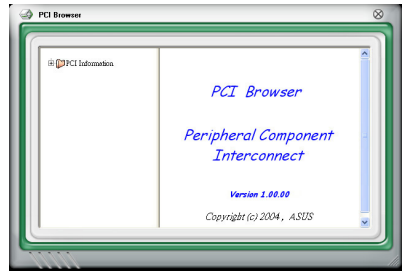 PCI Browser
PCI Information
PCI Browser
Peripheral Component
Interconnect
Version 1.00.00
Copyright (c) 2004, ASUS